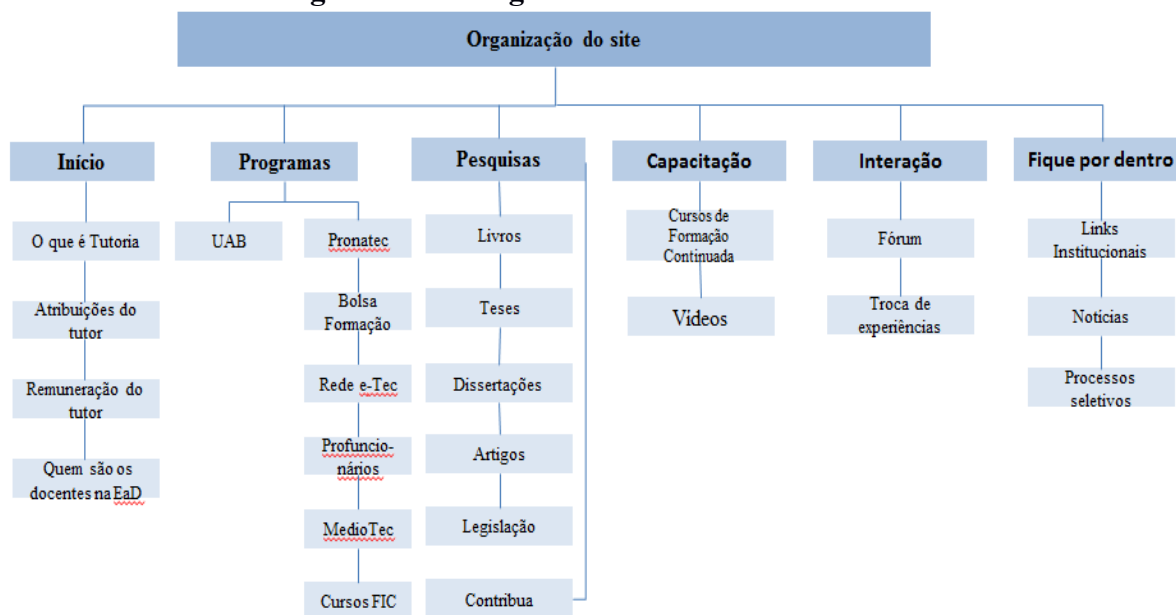 Organização do site
Início
O que é Tutoria
Atribuições do
tutor
Remuneração do
tutor
Quem são os
docentes na EaD
Programas
UAB
Pronatec
Bolsa
Formação
Rede e-Tec
Profuncio-
nários
MedioTec
Cursos FIC
Pesquisas
Livros
Teses
Dissertações
Artigos
Legislação
Contribua
Capacitação
Cursos de
Formação
Continuada
Vídeos
Interação
Fórum
Troca de
experiências
Fique por dentro
Links
Institucionais
Notícias
Processos
seletivos